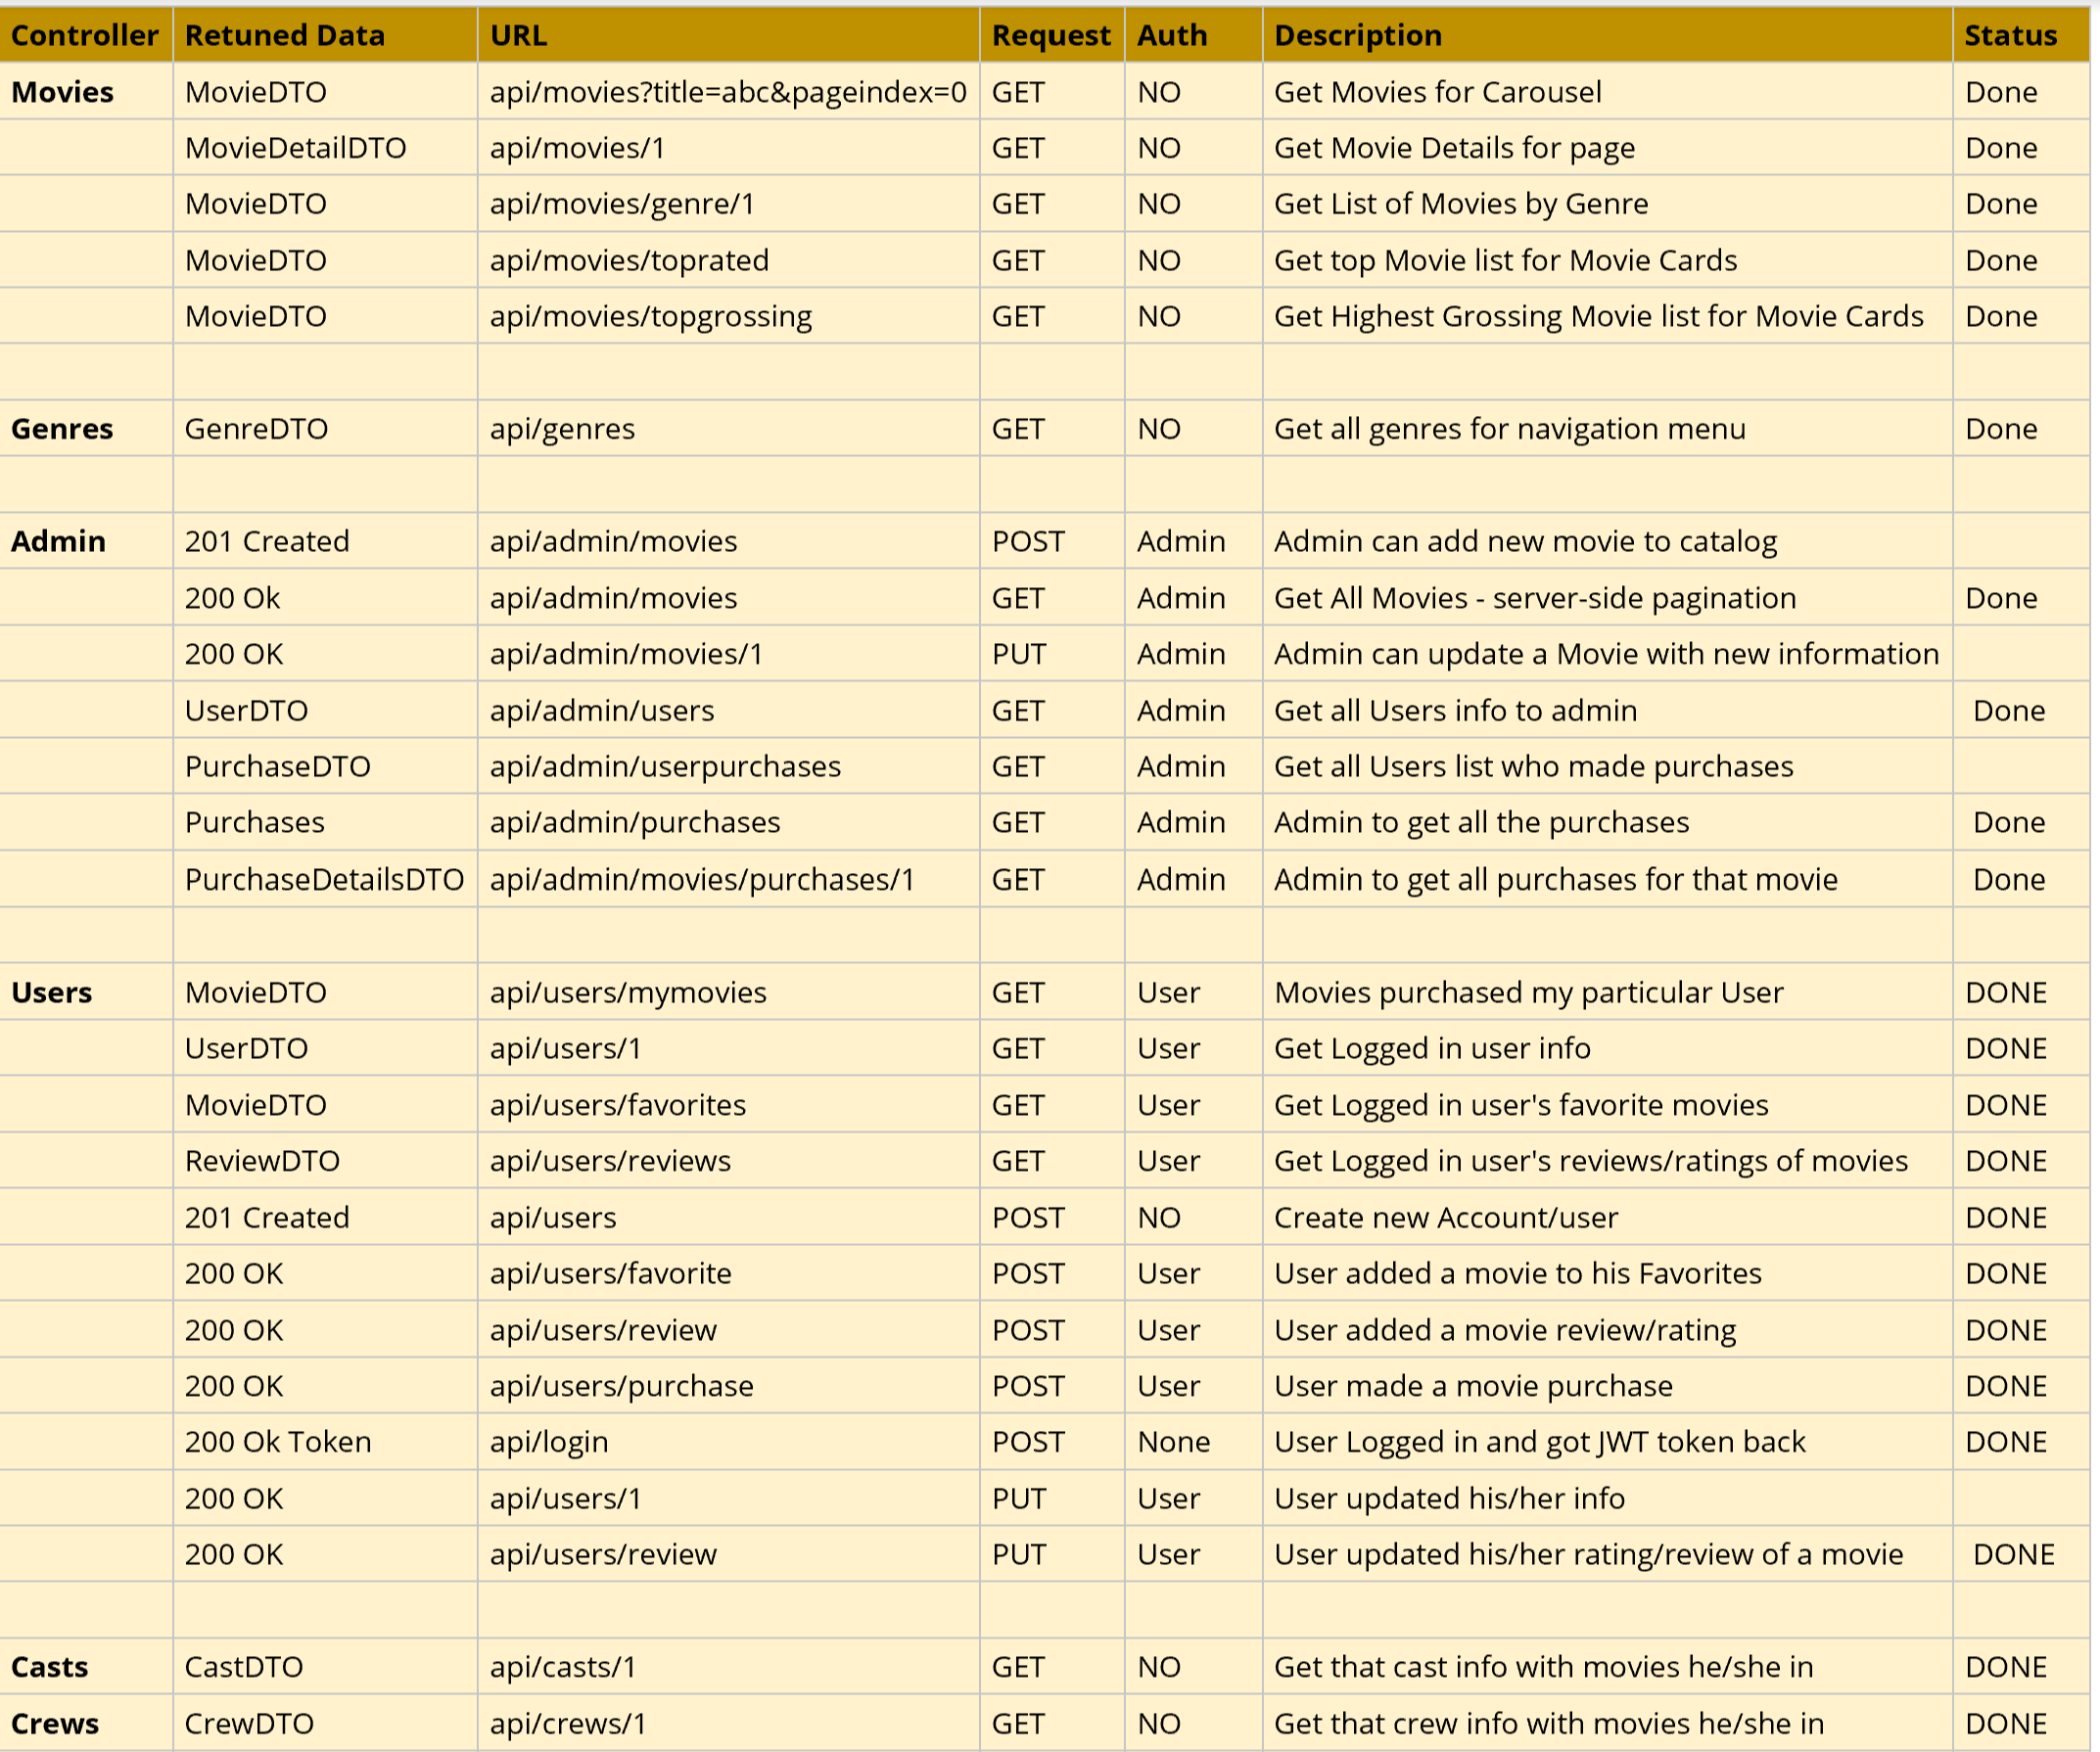 Controller Retuned Data URL Request Auth Description Status
Movies MovieDTO api/movies?title=abc&pageindex=0 GET NO Get Movies for Carousel Done
MovieDetailDTO api/movies/1 GET NO Get Movie Details for page Done
MovieDTO api/movies/genre/1 GET NO Get List of Movies by Genre Done
MovieDTO api/movies/toprated GET NO Get top Movie list for Movie Cards Done
MovieDTO api/movies/topgrossing GET NO Get Highest Grossing Movie list for Movie Cards Done
Genres GenreDTO api/genres GET NO Get all genres for navigation menu Done
Admin 201 Created api/admin/movies POST Admin Admin can add new movie to catalog
200 Ok api/admin/movies GET Admin Get All Movies - server-side pagination Done
200 OK api/admin/movies/1 PUT Admin Admin can update a Movie with new information
UserDTO api/admin/users GET Admin Get all Users info to admin Done
PurchaseDTO api/admin/userpurchases GET Admin Get all Users list who made purchases
Purchases api/admin/purchases GET Admin Admin to get all the purchases Done
PurchaseDetailsDTO api/admin/movies/purchases/1 GET Admin Admin to get all purchases for that movie Done
Users MovieDTO api/users/mymovies GET User Movies purchased my particular User DONE
UserDTO api/users/1 GET User Get Logged in user info DONE
MovieDTO api/users/favorites GET User Get Logged in user's favorite movies DONE
ReviewDTO api/users/reviews GET User Get Logged in user's reviews/ratings of movies DONE
201 Created api/users POST NO Create new Account/user DONE
200 OK api/users/favorite POST User User added a movie to his Favorites DONE
200 OK api/users/review POST User User added a movie review/rating DONE
200 OK api/users/purchase POST User User made a movie purchase DONE
200 Ok Token api/login POST None User Logged in and got JWT token back DONE
200 OK api/users/1 PUT User User updated his/her info
200 OK api/users/review PUT User User updated his/her rating/review of a movie DONE
Casts CastDTO api/casts/1 GET NO Get that cast info with movies he/she in DONE
Crews CrewDTO api/crews/1 GET NO Get that crew info with movies he/she in DONE